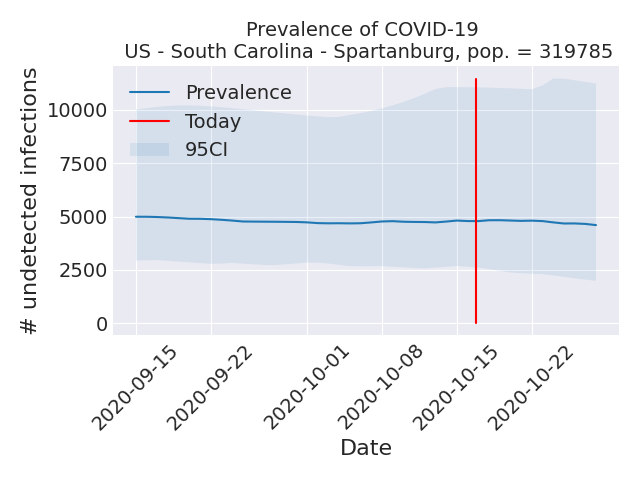 Prevalence of COVID-19
US - South Carolina - Spartanburg, pop. = 319785
# undetected infections
10000
7500
5000
2500
0
Prevalence
Today
95CI
2020-09-15
2020-09-22
2020-10-01
2020-10-08
2020-10-15
2020-10-22
Date